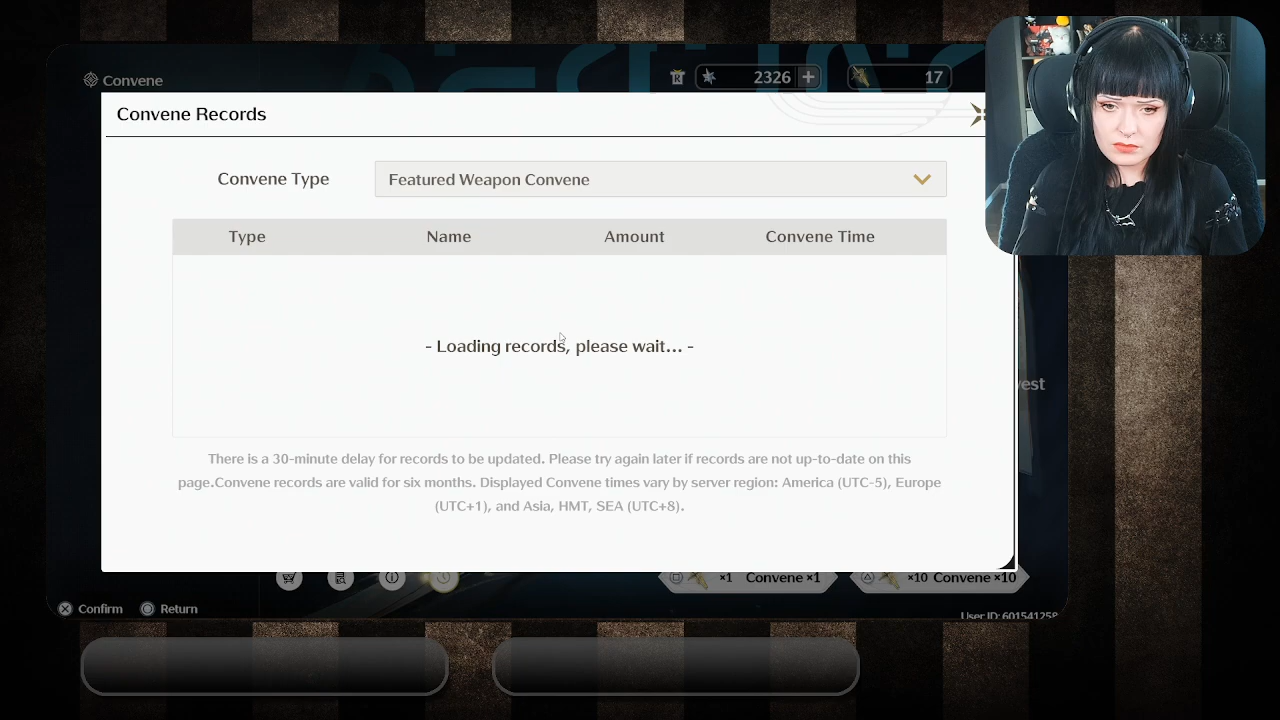 Convene
2326
17
Convene Records
Convene Type
Featured Weapon Convene
Type Name Amount Convene Time
- Loading records, please wait... -
There is a 30-minute delay for records to be updated. Please try again later if records are not up-to-date on this
page.Convene records are valid for six months. Displayed Convene times vary by server region: America (UTC-5), Europe
(UTC+1), and Asia, HMT, SEA (UTC+8).
×1 Convene ×1
×10 Convene ×10
Confirm Return
User ID: 601541258